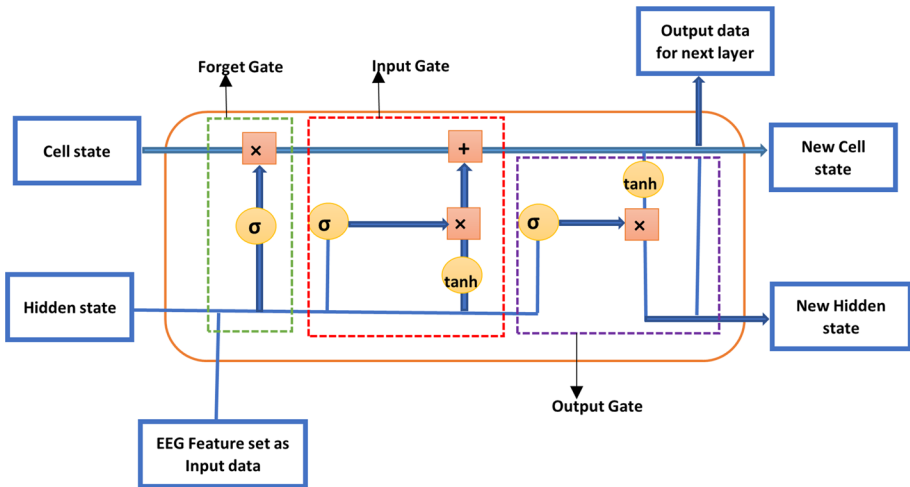 Output data
for next layer
Forget Gate
Input Gate
Cell state
×
+
New Cell
state
tanh
σ
σ
×
σ
×
tanh
Hidden state
New Hidden
state
Output Gate
EEG Feature set as
Input data